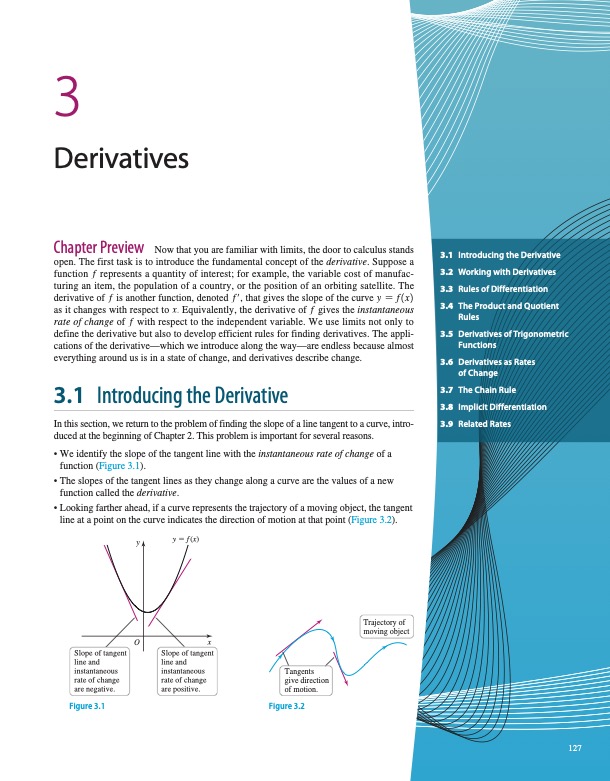 3
Derivatives
Chapter Preview Now that you are familiar with limits, the door to calculus stands
open. The first task is to introduce the fundamental concept of the derivative. Suppose a
function f represents a quantity of interest; for example, the variable cost of manufac-
turing an item, the population of a country, or the position of an orbiting satellite. The
derivative of f is another function, denoted f′, that gives the slope of the curve y = f(x)
as it changes with respect to x. Equivalently, the derivative of f gives the instantaneous
rate of change of f with respect to the independent variable. We use limits not only to
define the derivative but also to develop efficient rules for finding derivatives. The appli-
cations of the derivative—which we introduce along the way—are endless because almost
everything around us is in a state of change, and derivatives describe change.
3.1 Introducing the Derivative
3.2 Working with Derivatives
3.3 Rules of Differentiation
3.4 The Product and Quotient
Rules
3.5 Derivatives of Trigonometric
Functions
3.6 Derivatives as Rates
of Change
3.7 The Chain Rule
3.8 Implicit Differentiation
3.9 Related Rates
3.1 Introducing the Derivative
In this section, we return to the problem of finding the slope of a line tangent to a curve, intro-
duced at the beginning of Chapter 2. This problem is important for several reasons.
• We identify the slope of the tangent line with the instantaneous rate of change of a
function (Figure 3.1).
• The slopes of the tangent lines as they change along a curve are the values of a new
function called the derivative.
• Looking farther ahead, if a curve represents the trajectory of a moving object, the tangent
line at a point on the curve indicates the direction of motion at that point (Figure 3.2).
y
y = f(x)
O
x
Slope of tangent
line and
instantaneous
rate of change
are negative.
Slope of tangent
line and
instantaneous
rate of change
are positive.
Figure 3.1
Trajectory of
moving object
Tangents
give direction
of motion.
Figure 3.2
127